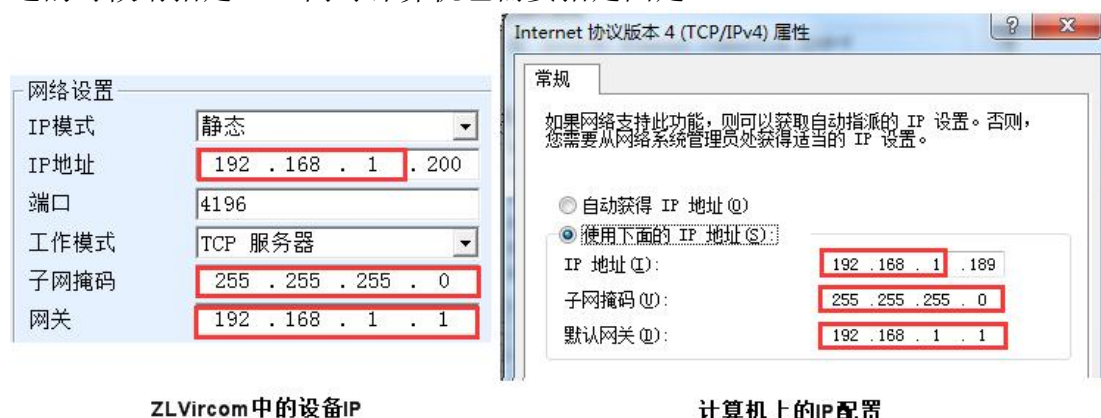 Internet 协议版本 4 (TCP/IPv4) 属性
网络设置
IP模式 静态
IP地址 192 . 168 . 1 . 200
端口 4196
工作模式 TCP 服务器
子网掩码 255 . 255 . 255 . 0
网关 192 . 168 . 1 . 1
ZLVircom中的设备IP
常规
如果网络支持此功能，则可以获取自动指派的 IP 设置。否则，
您需要从网络系统管理员处获得适当的 IP 设置。
自动获得 IP 地址(O)
使用下面的 IP 地址(S):
IP 地址(I): 192 .168 . 1 .189
子网掩码(U): 255 .255 .255 . 0
默认网关(D): 192 .168 . 1 . 1
计算机上的IP配置